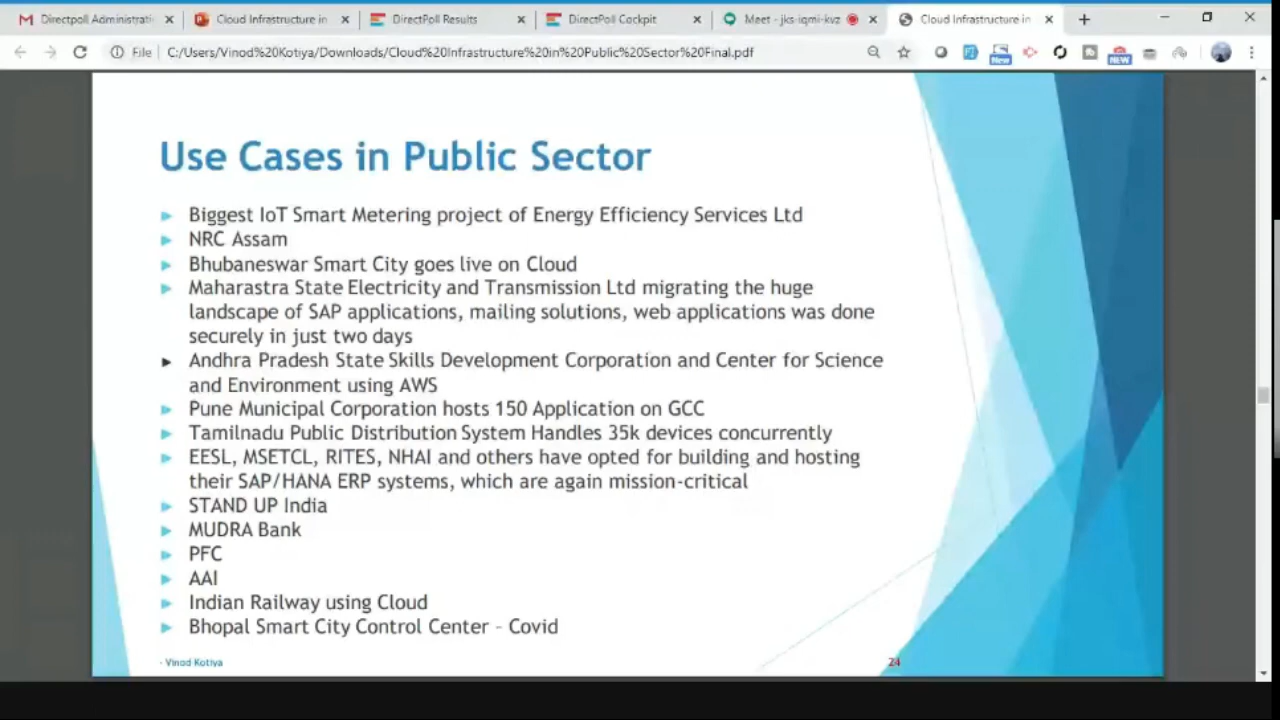 Directpoll Administrati
Cloud Infrastructure in
DirectPoll Results
DirectPoll Cockpit
Meet - jks-iqmi-kvz
Cloud Infrastructure in
File
C:/Users/Vinod%20Kotiya/Downloads/Cloud%20Infrastructure%20in%20Public%20Sector%20Final.pdf
New
NEW
Use Cases in Public Sector
Biggest IoT Smart Metering project of Energy Efficiency Services Ltd
NRC Assam
Bhubaneswar Smart City goes live on Cloud
Maharastra State Electricity and Transmission Ltd migrating the huge
landscape of SAP applications, mailing solutions, web applications was done
securely in just two days
Andhra Pradesh State Skills Development Corporation and Center for Science
and Environment using AWS
Pune Municipal Corporation hosts 150 Application on GCC
Tamilnadu Public Distribution System Handles 35k devices concurrently
EESL, MSETCL, RITES, NHAI and others have opted for building and hosting
their SAP/HANA ERP systems, which are again mission-critical
STAND UP India
MUDRA Bank
PFC
AAI
Indian Railway using Cloud
Bhopal Smart City Control Center – Covid
- Vinod Kotiya
24